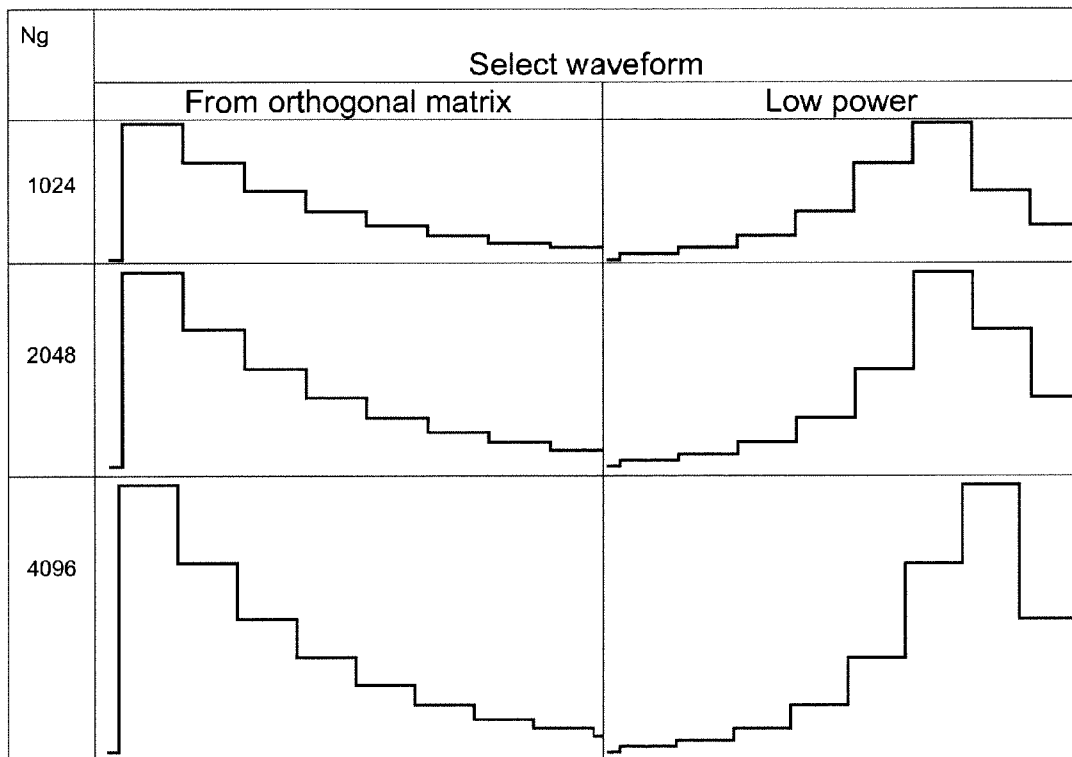 Ng
Select waveform
From orthogonal matrix
Low power
1024
2048
4096